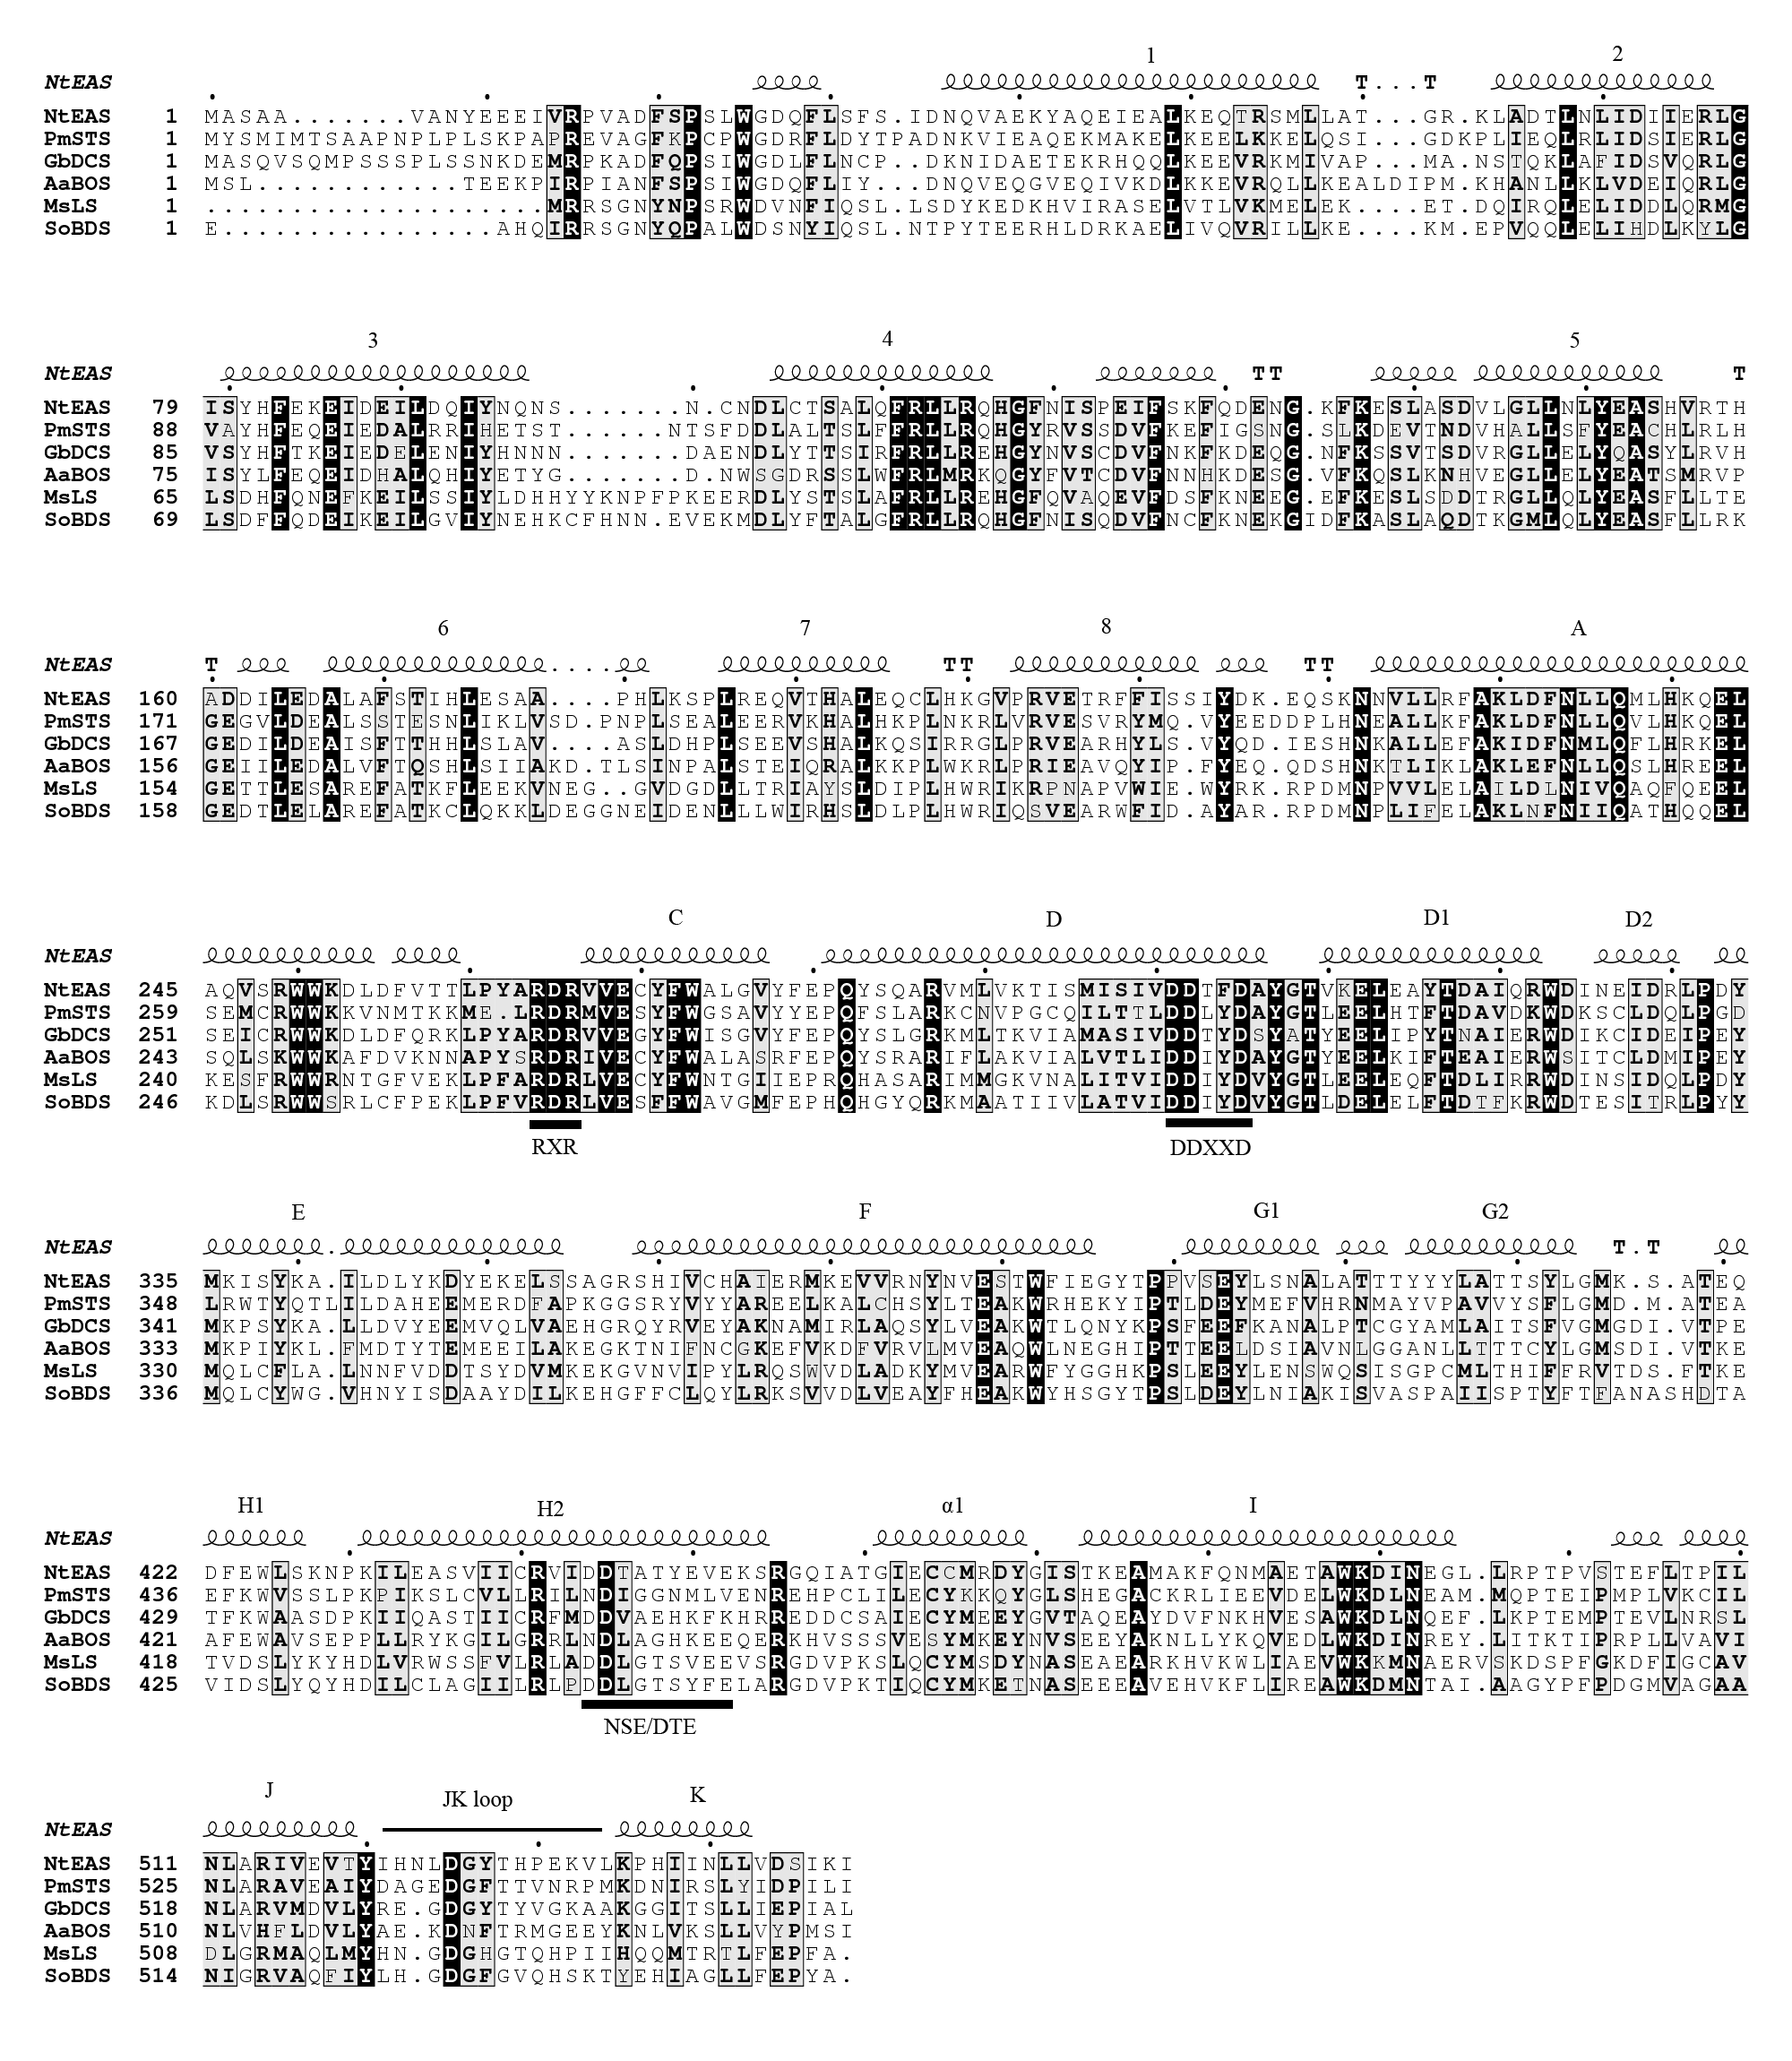 1 2
NtEAS T...T
NtEAS 1 MASAA.......VANYEEEIVRPVADFSPSLWGDQFLSFS.IDNQVAEKYAQEIEALKEQTRSMLLAT...GR.KLADTLNLIDIIERLG
PmSTS 1 MYSMIMTSAAPNPLPLSKPAPREVAGFKPCPWGDRFLDYTPADNKVIEAQEKMAKELKEELKKELQSI...GDKPLIEQLRLIDSIERLG
GbDCS 1 MASQVSQMPSSSPLSSNKDEMRPKADFQPSIWGDLFLNCP..DKNIDAETEKRHQQLKEEVRKMIVAP...MA.NSTQKLAFIDSVQRLG
AaBOS 1 MSL............TEEKPIRPIANFSPSIWGDQFLIY...DNQVEQGVEQIVKDLKKEVRQLLKEALDIPM.KHANLLKLVDEIQRLG
MsLS 1 ....................MRRSGNYNPSRWDVNFIQSL.LSDYKEDKHVIRASELVTLVKMELEK....ET.DQIRQLELIDDLQRMG
SoBDS 1 E................AHQIRRSGNYQPALWDSNYIQSL.NTPYTEERHLDRKAELIVQVRILLKE....KM.EPVQQLELIHDLKYLG
3 4 5
NtEAS TT T
NtEAS 79 ISYHFEKEIDEILDQIYNQNS.......N.CNDLCTSALQFRLLRQHGFNISPEIFSKFQDENG.KFKESLASDVLGLLNLYEASHVRTH
PmSTS 88 VAYHFEQEIEDALRRIHETST......NTSFDDLALTSLFFRLLRQHGYRVSSDVFKEFIGSNG.SLKDEVTNDVHALLSFYEACHLRLH
GbDCS 85 VSYHFTKEIEDELENIYHNNN.......DAENDLYTTSIRFRLLREHGYNVSCDVFNKFKDEQG.NFKSSVTSDVRGLLELYQASYLRVH
AaBOS 75 ISYLFEQEIDHALQHIYETYG.......D.NWSGDRSSLWFRLMRKQGYFVTCDVFNNHKDESG.VFKQSLKNHVEGLLELYEATSMRVP
MsLS 65 LSDHFQNEFKEILSSIYLDHHYYKNPFPKEERDLYSTSLAFRLLREHGFQVAQEVFDSFKNEEG.EFKESLSDDTRGLLQLYEASFLLTE
SoBDS 69 LSDFFQDEIKEILGVIYNEHKCFHNN.EVEKMDLYFTALGFRLLRQHGFNISQDVFNCFKNEKGIDFKASLAQDTKGMLQLYEASFLLRK
6 7 8 A
NtEAS T .... TT TT
NtEAS 160 ADDILEDALAFSTIHLESAA....PHLKSPLREQVTHALEQCLHKGVPRVETRFFISSIYDK.EQSKNNVLLRFAKLDFNLLQMLHKQEL
PmSTS 171 GEGVLDEALSSTESNLIKLVSD.PNPLSEALEERVKHALHKPLNKRLVRVESVRYMQ.VYEEDDPLHNEALLKFAKLDFNLLQVLHKQEL
GbDCS 167 GEDILDEAISFTTHHLSLAV....ASLDHPLSEEVSHALKQSIRRGLPRVEARHYLS.VYQD.IESHNKALLEFAKIDFNMLQFLHRKEL
AaBOS 156 GEIILEDALVFTQSHLSIIAKD.TLSINPALSTEIQRALKKPLWKRLPRIEAVQYIP.FYEQ.QDSHNKTLIKLAKLEFNLLQSLHREEL
MsLS 154 GETTLESAREFATKFLEEKVNEG..GVDGDLLTRIAYSLDIPLHWRIKRPNAPVWIE.WYRK.RPDMNPVVLELAILDLNIVQAQFQEEL
SoBDS 158 GEDTLELAREFATKCLQKKLDEGGNEIDENLLLWIRHSLDLPLHWRIQSVEARWFID.AYAR.RPDMNPLIFELAKLNFNIIQATHQQEL
C D D1 D2
NtEAS
NtEAS 245 AQVSRWWKDLDFVTTLPYARDRVVECYFWALGVYFEPQYSQARVMLVKTISMISIVDDTFDAYGTVKELEAYTDAIQRWDINEIDRLPDY
PmSTS 259 SEMCRWWKKVNMTKKME.LRDRMVESYFWGSAVYYEPQFSLARKCNVPGCQILTTLDDLYDAYGTLEELHTFTDAVDKWDKSCLDQLPGD
GbDCS 251 SEICRWWKDLDFQRKLPYARDRVVEGYFWISGVYFEPQYSLGRKMLTKVIAMASIVDDTYDSYATYEELIPYTNAIERWDIKCIDEIPEY
AaBOS 243 SQLSKWWKAFDVKNNAPYSRDRIVECYFWALASRFEPQYSRARIFLAKVIALVTLIDDIYDAYGTYEELKIFTEAIERWSITCLDMIPEY
MsLS 240 KESFRWWRNTGFVEKLPFARDRLVECYFWNTGIIEPRQHASARIMMGKVNALITVIDDIYDVYGTLEELEQFTDLIRRWDINSIDQLPDY
SoBDS 246 KDLSRWWSRLCFPEKLPFVRDRLVESFFWAVGMFEPHQHGYQRKMAATIIVLATVIDDIYDVYGTLDELELFTDTFKRWDTESITRLPYY
RXR DDXXD
E F G1 G2
NtEAS . T.T
NtEAS 335 MKISYKA.ILDLYKDYEKELSSAGRSHIVCHAIERMKEVVRNYNVESTWFIEGYTPPVSEYLSNALATTTYYYLATTSYLGMK.S.ATEQ
PmSTS 348 LRWTYQTLILDAHEEMERDFAPKGGSRYVYYAREELKALCHSYLTEAKWRHEKYIPTLDEYMEFVHRNMAYVPAVVYSFLGMD.M.ATEA
GbDCS 341 MKPSYKA.LLDVYEEMVQLVAEHGRQYRVEYAKNAMIRLAQSYLVEAKWTLQNYKPSFEEFKANALPTCGYAMLAITSFVGMGDI.VTPE
AaBOS 333 MKPIYKL.FMDTYTEMEEILAKEGKTNIFNCGKEFVKDFVRVLMVEAQWLNEGHIPTTEELDSIAVNLGGANLLTTTCYLGMSDI.VTKE
MsLS 330 MQLCFLA.LNNFVDDTSYDVMKEKGVNVIPYLRQSWVDLADKYMVEARWFYGGHKPSLEEYLENSWQSISGPCMLTHIFFRVTDS.FTKE
SoBDS 336 MQLCYWG.VHNYISDAAYDILKEHGFFCLQYLRKSVVDLVEAYFHEAKWYHSGYTPSLDEYLNIAKISVASPAIISPTYFTFANASHDTA
H1 H2 α1 I
NtEAS
NtEAS 422 DFEWLSKNPKILEASVIICRVIDDTATYEVEKSRGQIATGIECCMRDYGISTKEAMAKFQNMAETAWKDINEGL.LRPTPVSTEFLTPIL
PmSTS 436 EFKWVSSLPKPIKSLCVLLRILNDIGGNMLVENREHPCLILECYKKQYGLSHEGACKRLIEEVDELWKDLNEAM.MQPTEIPMPLVKCIL
GbDCS 429 TFKWAASDPKIIQASTIICRFMDDVAEHKFKHRREDDCSAIECYMEEYGVTAQEAYDVFNKHVESAWKDLNQEF.LKPTEMPTEVLNRSL
AaBOS 421 AFEWAVSEPPLLRYKGILGRRLNDLAGHKEEQERKHVSSSVESYMKEYNVSEEYAKNLLYKQVEDLWKDINREY.LITKTIPRPLLVAVI
MsLS 418 TVDSLYKYHDLVRWSSFVLRLADDLGTSVEEVSRGDVPKSLQCYMSDYNASEAEARKHVKWLIAEVWKKMNAERVSKDSPFGKDFIGCAV
SoBDS 425 VIDSLYQYHDILCLAGIILRLPDDLGTSYFELARGDVPKTIQCYMKETNASEEEAVEHVKFLIREAWKDMNTAI.AAGYPFPDGMVAGAA
NSE/DTE
J JK loop K
NtEAS
NtEAS 511 NLARIVEVTYIHNLDGYTHPEKVLKPHIINLLVDSIKI
PmSTS 525 NLARAVEAIYDAGEDGFTTVNRPMKDNIRSLYIDPILI
GbDCS 518 NLARVMDVLYRE.GDGYTYVGKAAKGGITSLLIEPIAL
AaBOS 510 NLVHFLDVLYAE.KDNFTRMGEEYKNLVKSLLVYPMSI
MsLS 508 DLGRMAQLMYHN.GDGHGTQHPIIHQQMTRTLFEPFA.
SoBDS 514 NIGRVAQFIYLH.GDGFGVQHSKTYEHIAGLLFEPYA.